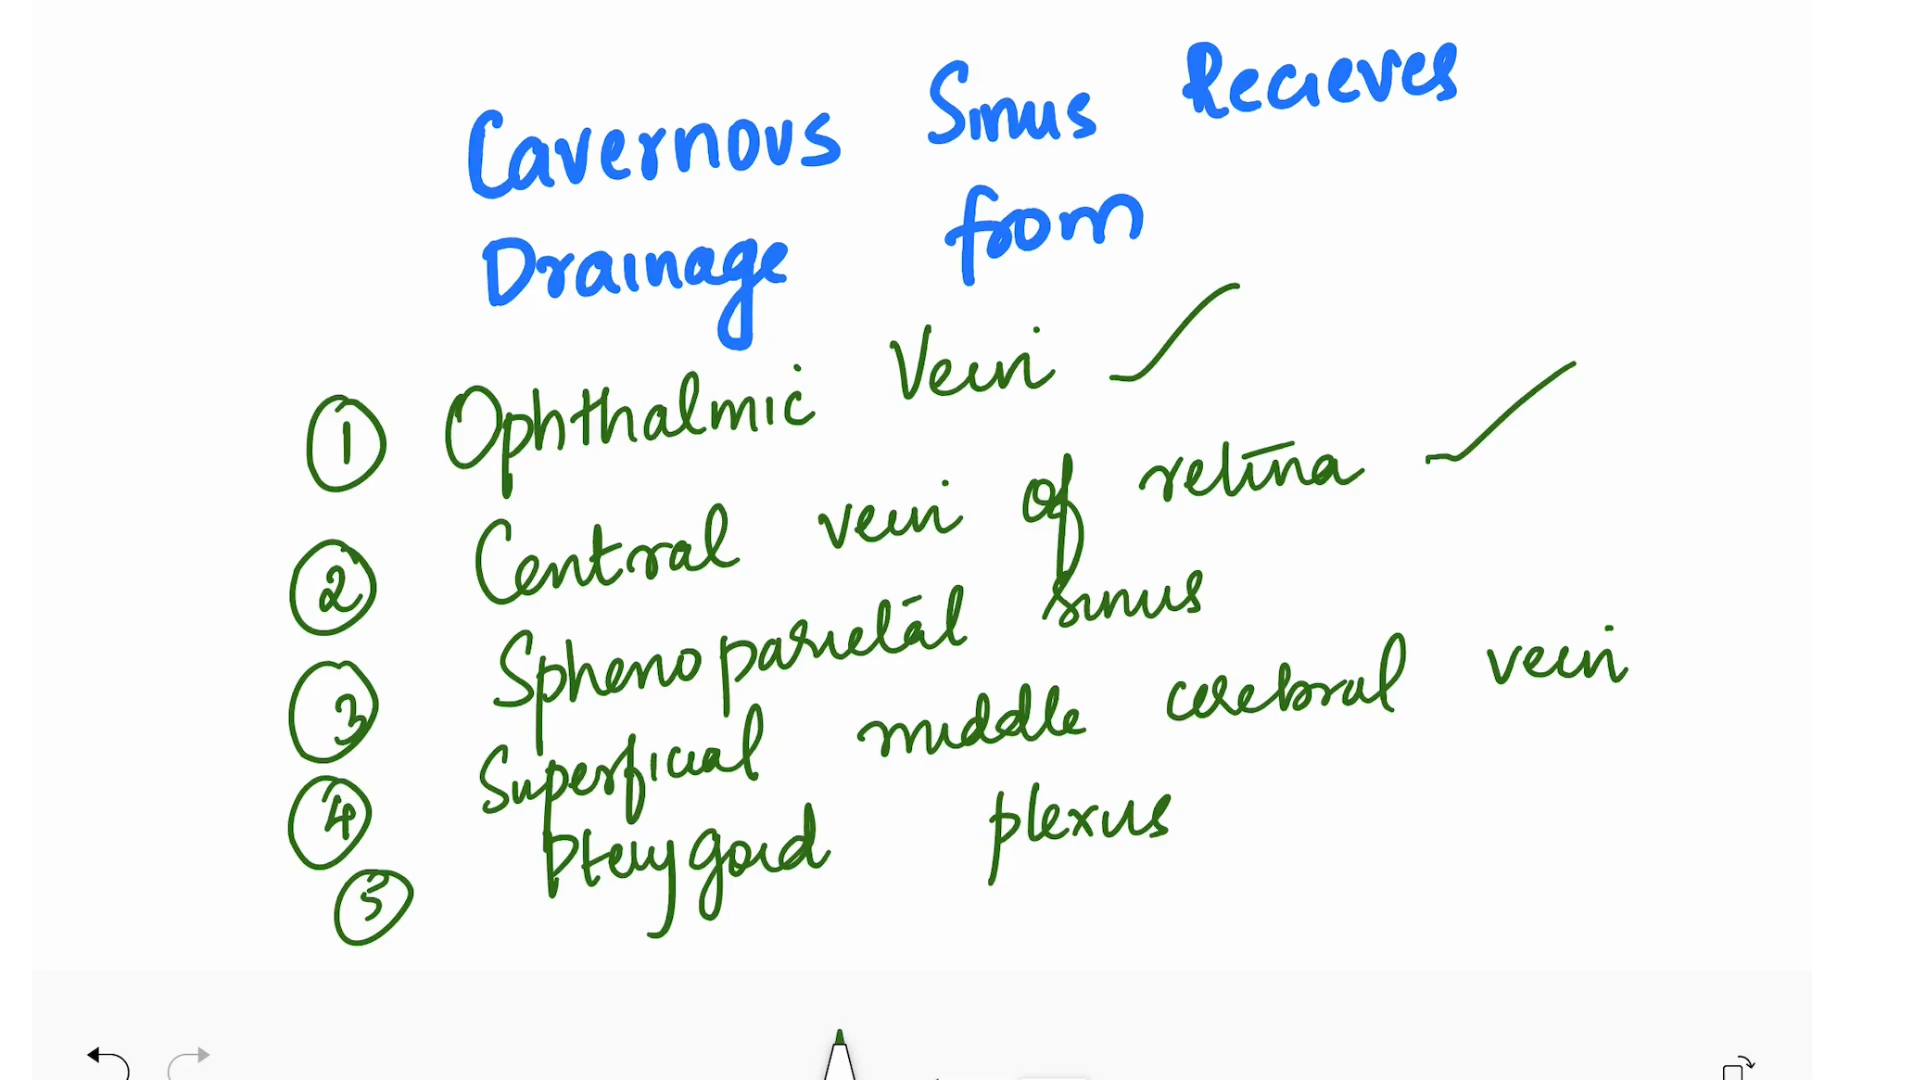 Cavernous Sinus Recieves
Drainage from
① Ophthalmic Vein
② Central vein of retina
③ Sphenoparietal sinus
④ Superficial middle cerebral vein
⑤ Pterygoid plexus